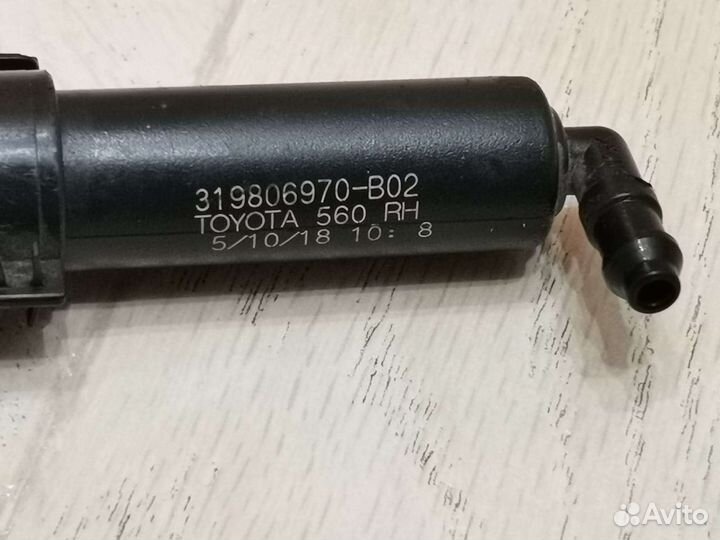 319806970-B02
TOYOTA 560 RH
5/10/18 10: 8
Avito